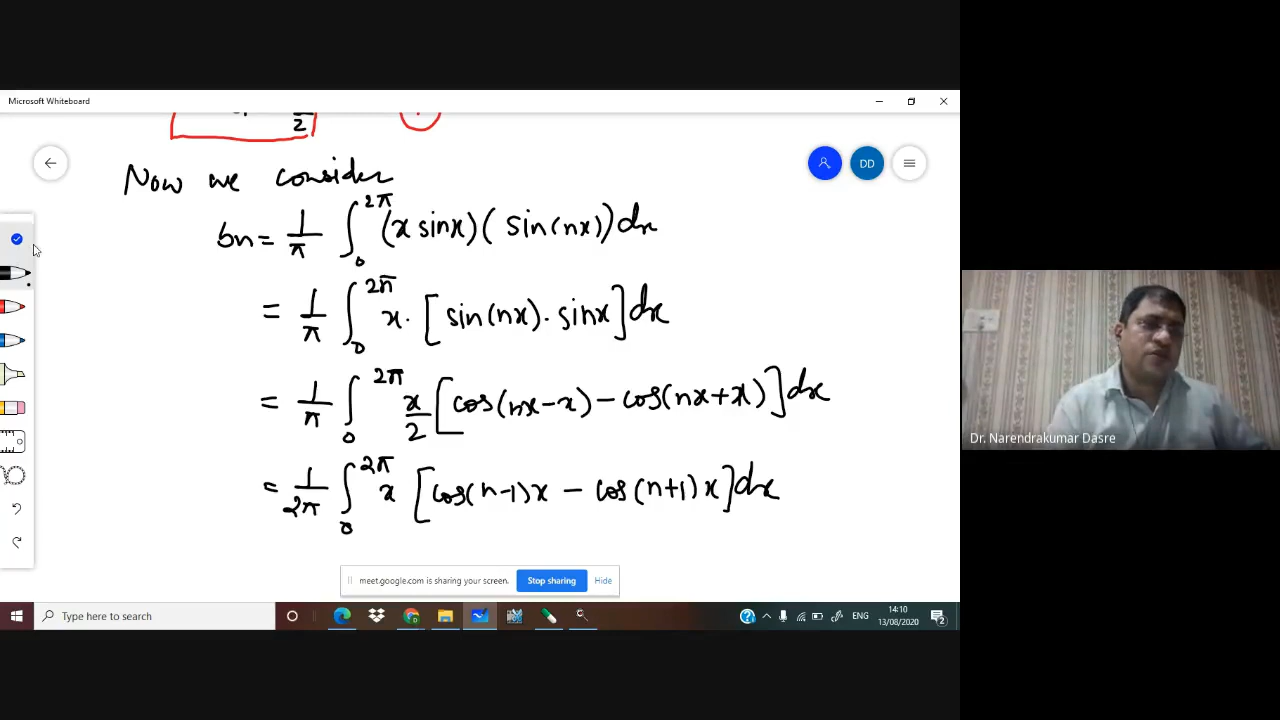 Microsoft Whiteboard
2
Now we consider
DD
bn = 1/π ∫₀^2π (x sinx)( sin(nx))dx
= 1/π ∫₀^2π x· [sin(nx)· sinx]dx
= 1/π ∫₀^2π x/2 [cos(nx-x) - cos(nx+x)]dx
= 1/2π ∫₀^2π x [cos(n-1)x - cos(n+1)x]dx
Dr. Narendrakumar Dasre
meet.google.com is sharing your screen. Stop sharing Hide
Type here to search
ENG
14:10
13/08/2020
2